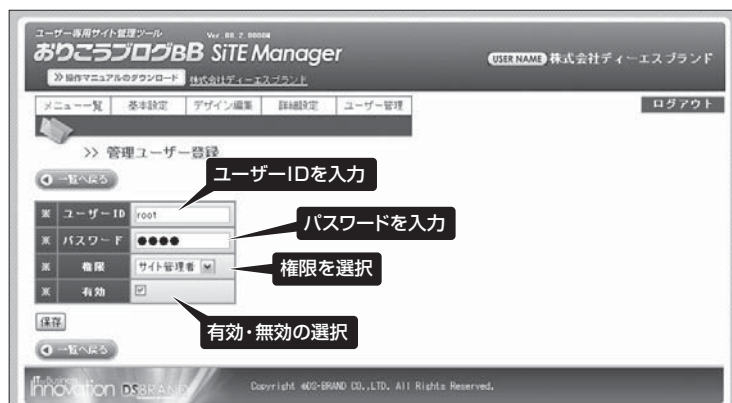 ユーザー専用サイト管理ツール
おりこうブログBB SiTE Manager
USER NAME 株式会社ディーエスブランド
操作マニュアルのダウンロード 株式会社ディーエスブランド
メニュー一覧 基本設定 デザイン編集 詳細設定 ユーザー管理 ログアウト
>> 管理ユーザー登録
一覧へ戻る
ユーザーIDを入力
※ ユーザーID root
パスワードを入力
※ パスワード ●●●●
※ 権限 サイト管理者
権限を選択
※ 有効
有効・無効の選択
保存
一覧へ戻る
Innovation DSBRAND
Copyright ©DS-BRAND CO.,LTD. All Rights Reserved.